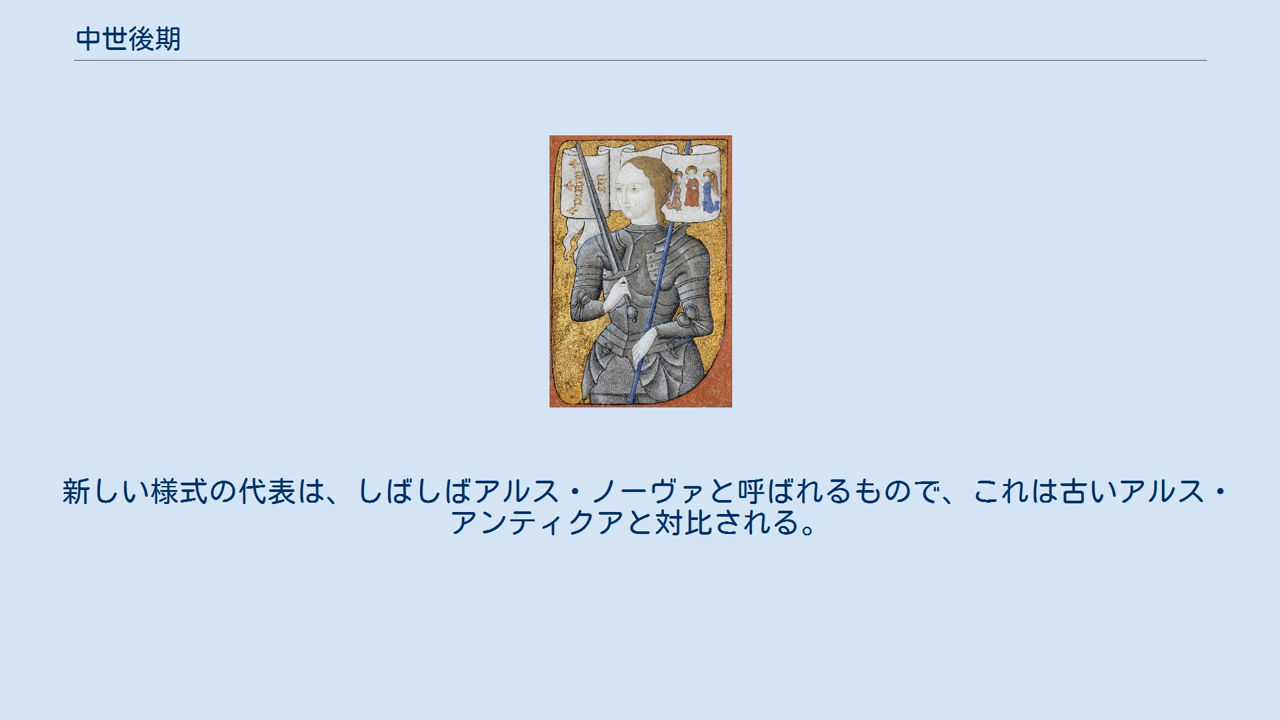 中世後期
新しい様式の代表は、しばしばアルス・ノーヴァと呼ばれるもので、これは古いアルス・
アンティクアと対比される。